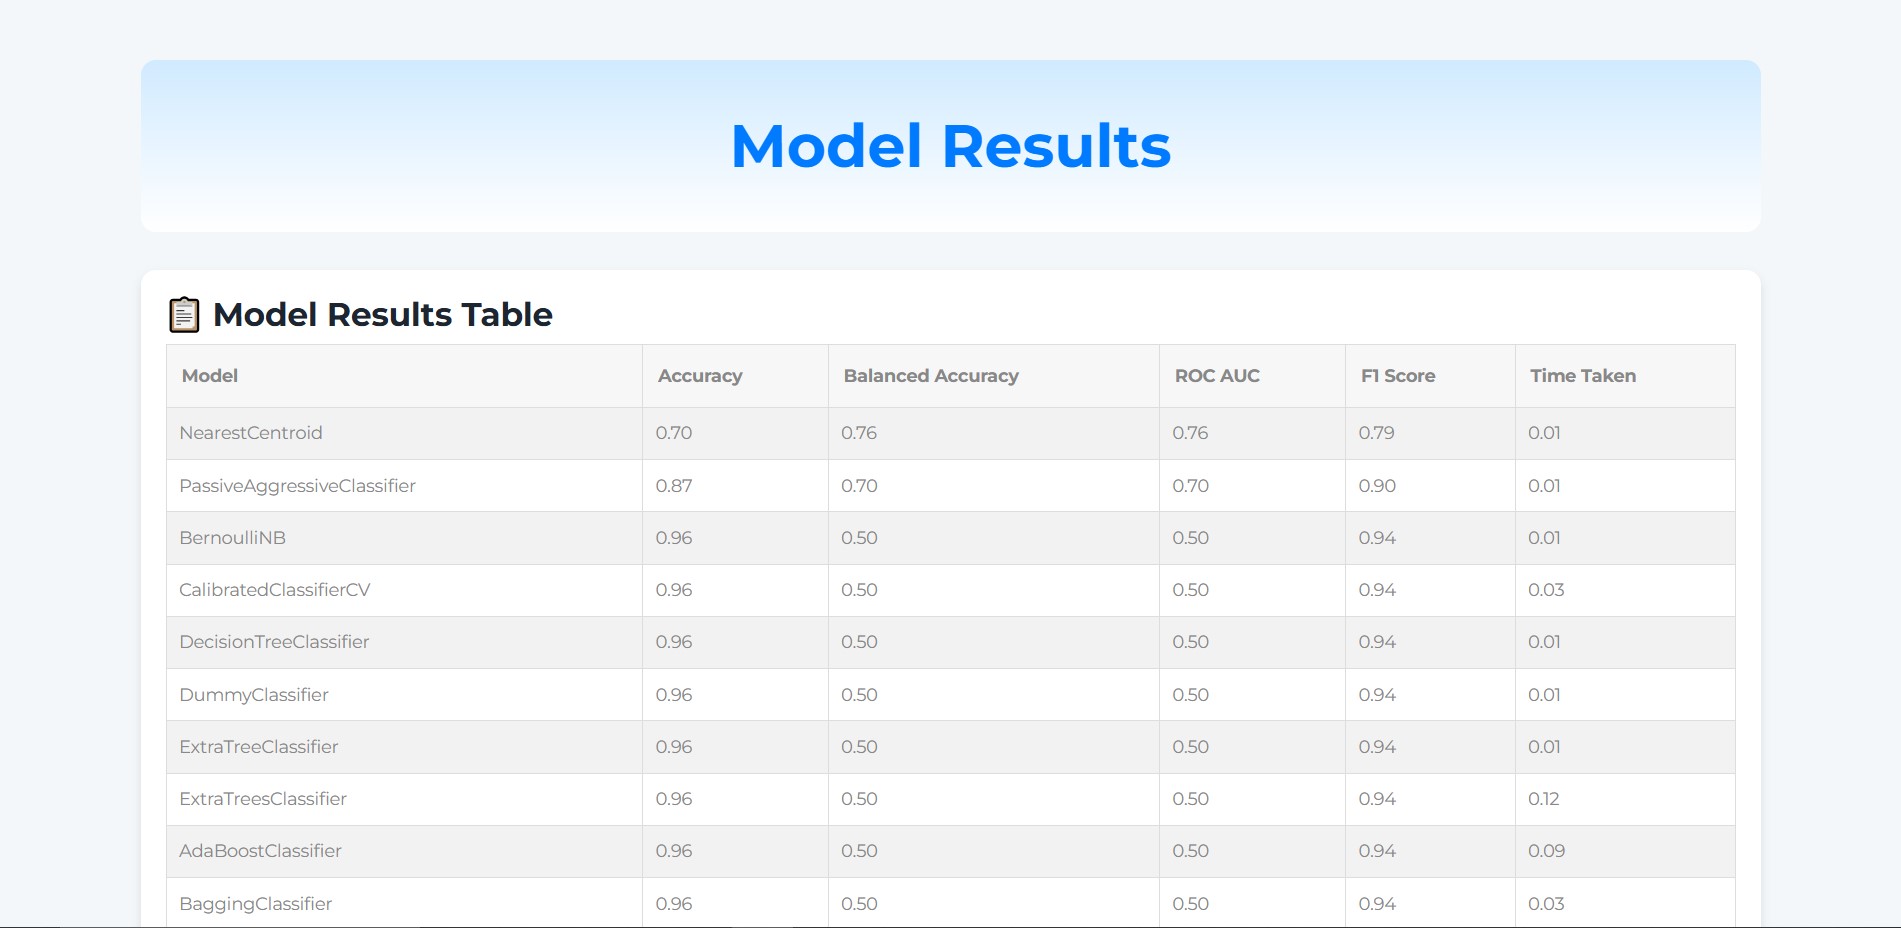 Model Results
Model Results Table
Model Accuracy Balanced Accuracy ROC AUC F1 Score Time Taken
NearestCentroid 0.70 0.76 0.76 0.79 0.01
PassiveAggressiveClassifier 0.87 0.70 0.70 0.90 0.01
BernoulliNB 0.96 0.50 0.50 0.94 0.01
CalibratedClassifierCV 0.96 0.50 0.50 0.94 0.03
DecisionTreeClassifier 0.96 0.50 0.50 0.94 0.01
DummyClassifier 0.96 0.50 0.50 0.94 0.01
ExtraTreeClassifier 0.96 0.50 0.50 0.94 0.01
ExtraTreesClassifier 0.96 0.50 0.50 0.94 0.12
AdaBoostClassifier 0.96 0.50 0.50 0.94 0.09
BaggingClassifier 0.96 0.50 0.50 0.94 0.03